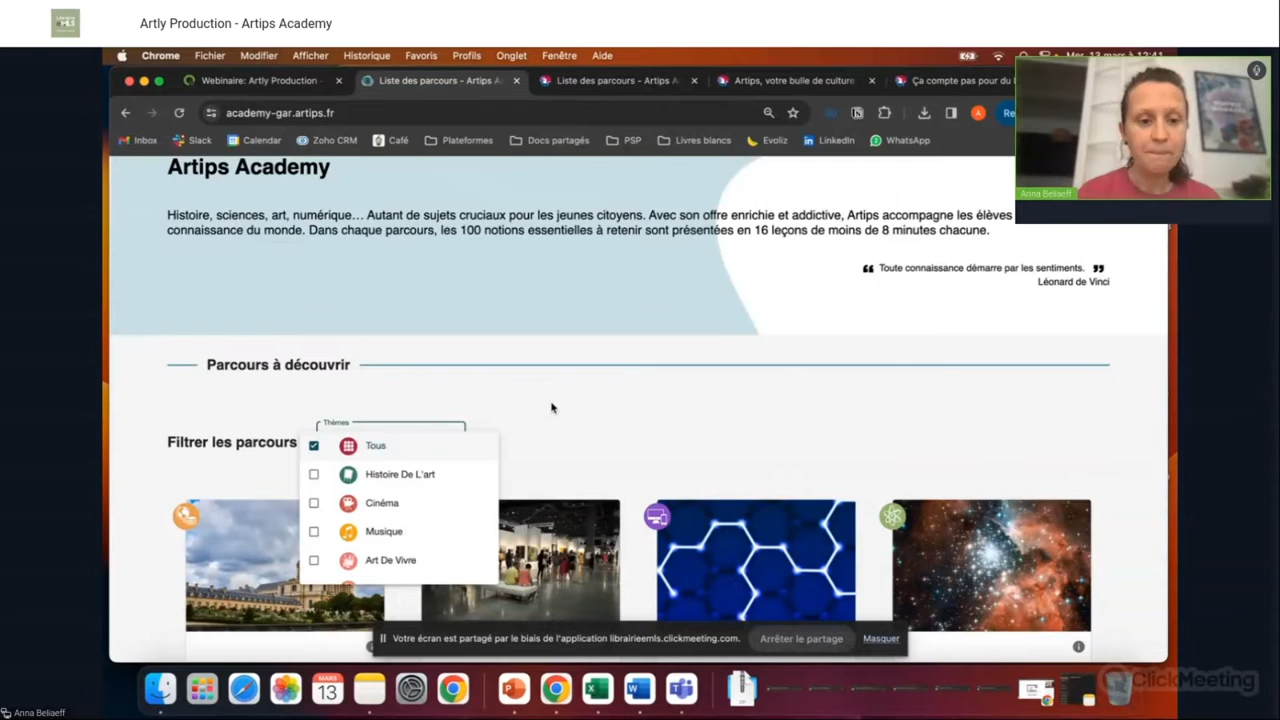 Artly Production - Artips Academy
Chrome Fichier Modifier Afficher Historique Favoris Profils Onglet Fenêtre Aide
Mer. 13 mars à 12:41
Webinaire: Artly Production - Liste des parcours - Artips A Liste des parcours - Artips A Artips, votre bulle de culture Ça compte pas pour du
academy-gar.artips.fr
A Re
Inbox Slack Calendar Zoho CRM Café Plateformes Docs partagés PSP Livres blancs Evoliz LinkedIn WhatsApp
Anna Beliaeff
Artips Academy
Histoire, sciences, art, numérique… Autant de sujets cruciaux pour les jeunes citoyens. Avec son offre enrichie et addictive, Artips accompagne les élèves
connaissance du monde. Dans chaque parcours, les 100 notions essentielles à retenir sont présentées en 16 leçons de moins de 8 minutes chacune.
Toute connaissance démarre par les sentiments.
Léonard de Vinci
Parcours à découvrir
Thèmes
Filtrer les parcours
Tous
Histoire De L'art
Cinéma
Musique
Art De Vivre
Votre écran est partagé par le biais de l'application librairieemls.clickmeeting.com. Arrêter le partage Masquer
MARS
13
ClickMeeting
Anna Beliaeff